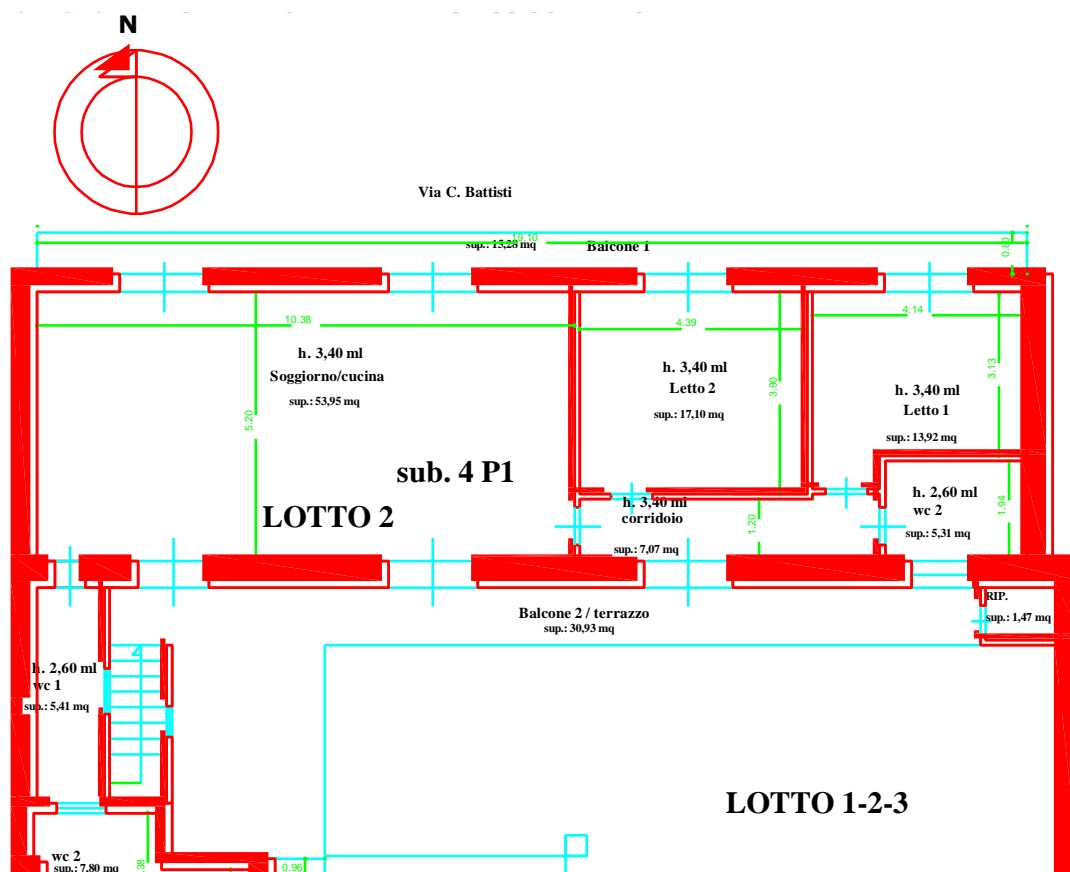 N
Via C. Battisti
19.10
sup.: 15,28 mq
Balcone 1
0.80
10.38
4.39
4.14
h. 3,40 ml
Soggiorno/cucina
sup.: 53,95 mq
5.20
h. 3,40 ml
Letto 2
sup.: 17,10 mq
3.90
h. 3,40 ml
Letto 1
sup.: 13,92 mq
3.13
sub. 4 P1
LOTTO 2
h. 3,40 ml
corridoio
sup.: 7,07 mq
1.20
h. 2,60 ml
wc 2
sup.: 5,31 mq
1.94
Balcone 2 / terrazzo
sup.: 30,93 mq
RIP.
sup.: 1,47 mq
h. 2,60 ml
wc 1
sup.: 5,41 mq
LOTTO 1-2-3
wc 2
sup.: 7,80 mq
0.96